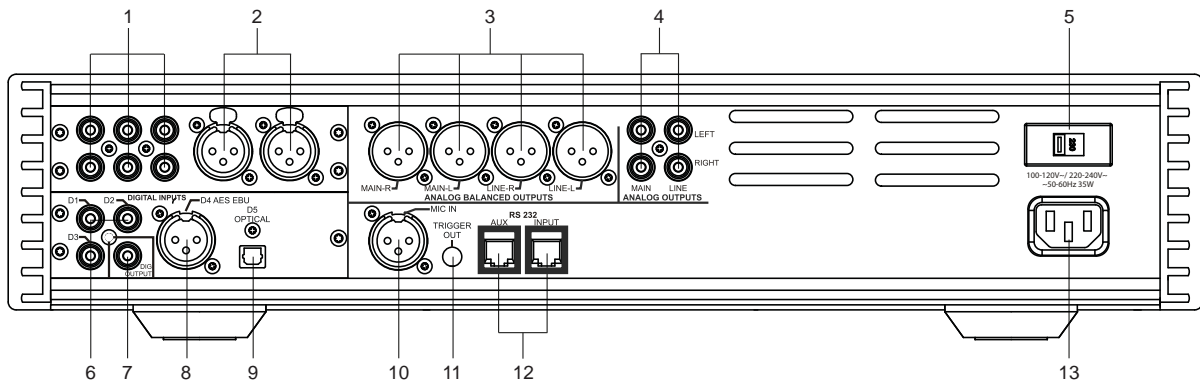 1 2 3 4 5
LEFT
RIGHT
MAIN-R MAIN-L LINE-R LINE-L MAIN LINE
ANALOG BALANCED OUTPUTS ANALOG OUTPUTS
100-120V~/ 220-240V~
~50-60Hz 35W
D1 D2 DIGITAL INPUTS D4 AES EBU D5
OPTICAL
D3
DIG
OUTPUT
MIC IN
TRIGGER
OUT
RS 232
AUX INPUT
6 7 8 9 10 11 12 13